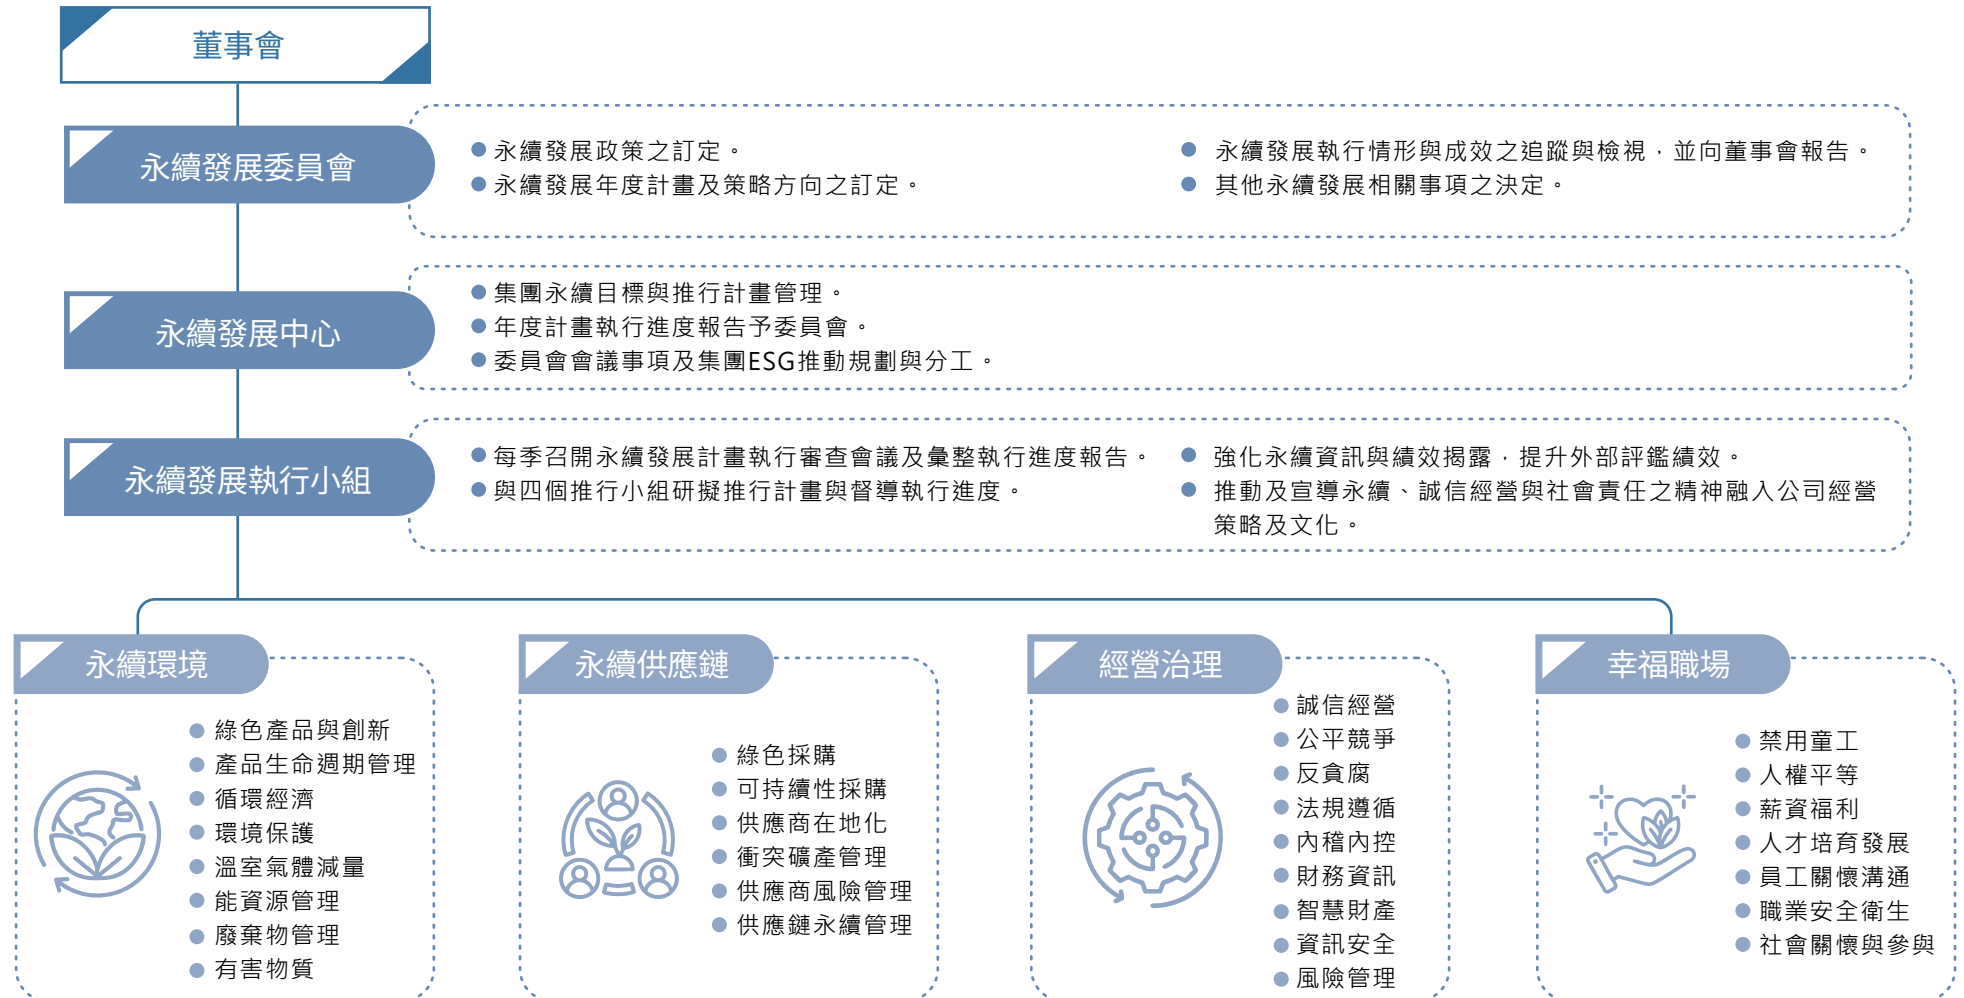 董事會
永續發展委員會
●永續發展政策之訂定。
●永續發展年度計畫及策略方向之訂定。
● 永續發展執行情形與成效之追蹤與檢視，並向董事會報告。
● 其他永續發展相關事項之決定。
永續發展中心
●集團永續目標與推行計畫管理。
●年度計畫執行進度報告予委員會。
●委員會會議事項及集團ESG推動規劃與分工。
永續發展執行小組
●每季召開永續發展計畫執行審查會議及彙整執行進度報告。
●與四個推行小組研擬推行計畫與督導執行進度。
● 強化永續資訊與績效揭露，提升外部評鑑績效。
● 推動及宣導永續、誠信經營與社會責任之精神融入公司經營
策略及文化。
永續環境
● 綠色產品與創新
● 產品生命週期管理
● 循環經濟
● 環境保護
● 溫室氣體減量
● 能資源管理
● 廢棄物管理
● 有害物質
永續供應鏈
● 綠色採購
● 可持續性採購
● 供應商在地化
● 衝突礦產管理
● 供應商風險管理
● 供應鏈永續管理
經營治理
● 誠信經營
● 公平競爭
● 反貪腐
● 法規遵循
● 內稽內控
● 財務資訊
● 智慧財產
● 資訊安全
● 風險管理
幸福職場
● 禁用童工
● 人權平等
● 薪資福利
● 人才培育發展
● 員工關懷溝通
● 職業安全衛生
● 社會關懷與參與